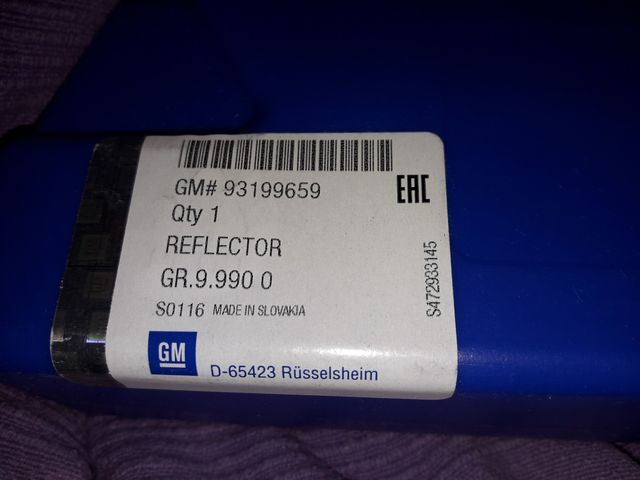 GM# 93199659
EAC
Qty 1
REFLECTOR
GR.9.990 0
S0116 MADE IN SLOVAKIA
S472933145
GM
D-65423 Rüsselsheim